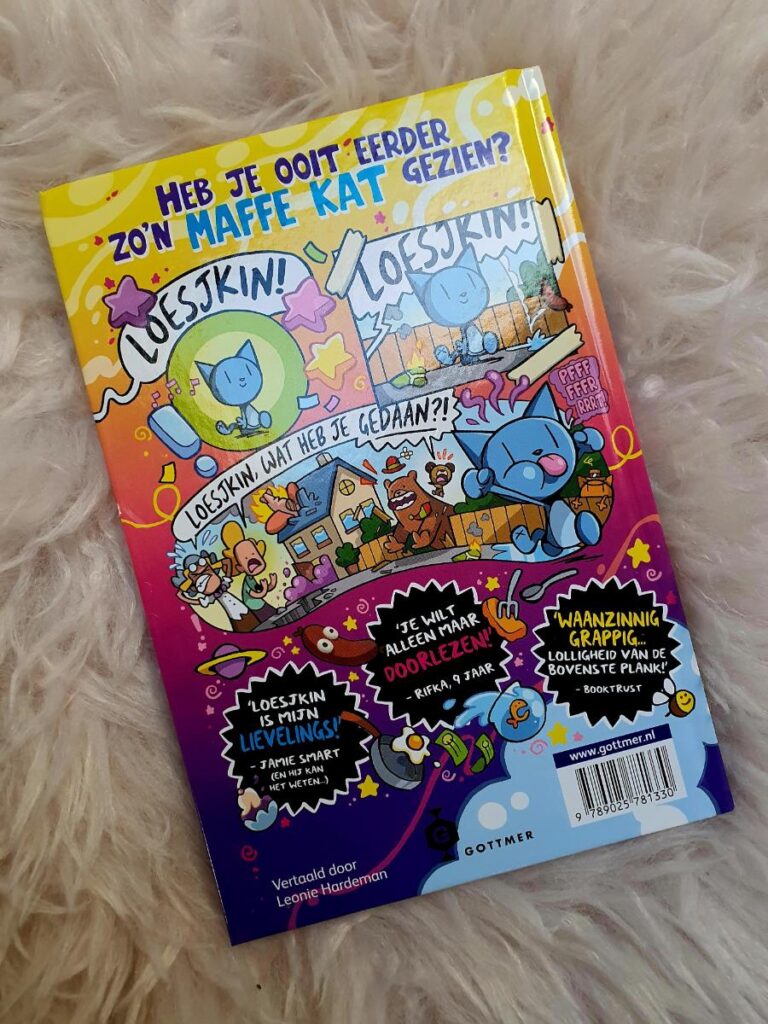 HEB JE OOIT EERDER
ZO'N MAFFE KAT GEZIEN?
LOESJKIN!
LOESJKIN!
PFFF
FFFR
RRRT
LOESJKIN, WAT HEB JE GEDAAN?!
'LOESJKIN
IS MIJN
LIEVELINGS!'
- JAMIE SMART
(EN HIJ KAN
HET WETEN...)
'JE WILT
ALLEEN MAAR
DOORLEZEN!'
- RIFKA, 9 JAAR
'WAANZINNIG
GRAPPIG...
LOLLIGHEID VAN DE
BOVENSTE PLANK!'
- BOOKTRUST
www.gottmer.nl
9 789025 781330
G
GOTTMER
Vertaald door
Leonie Hardeman